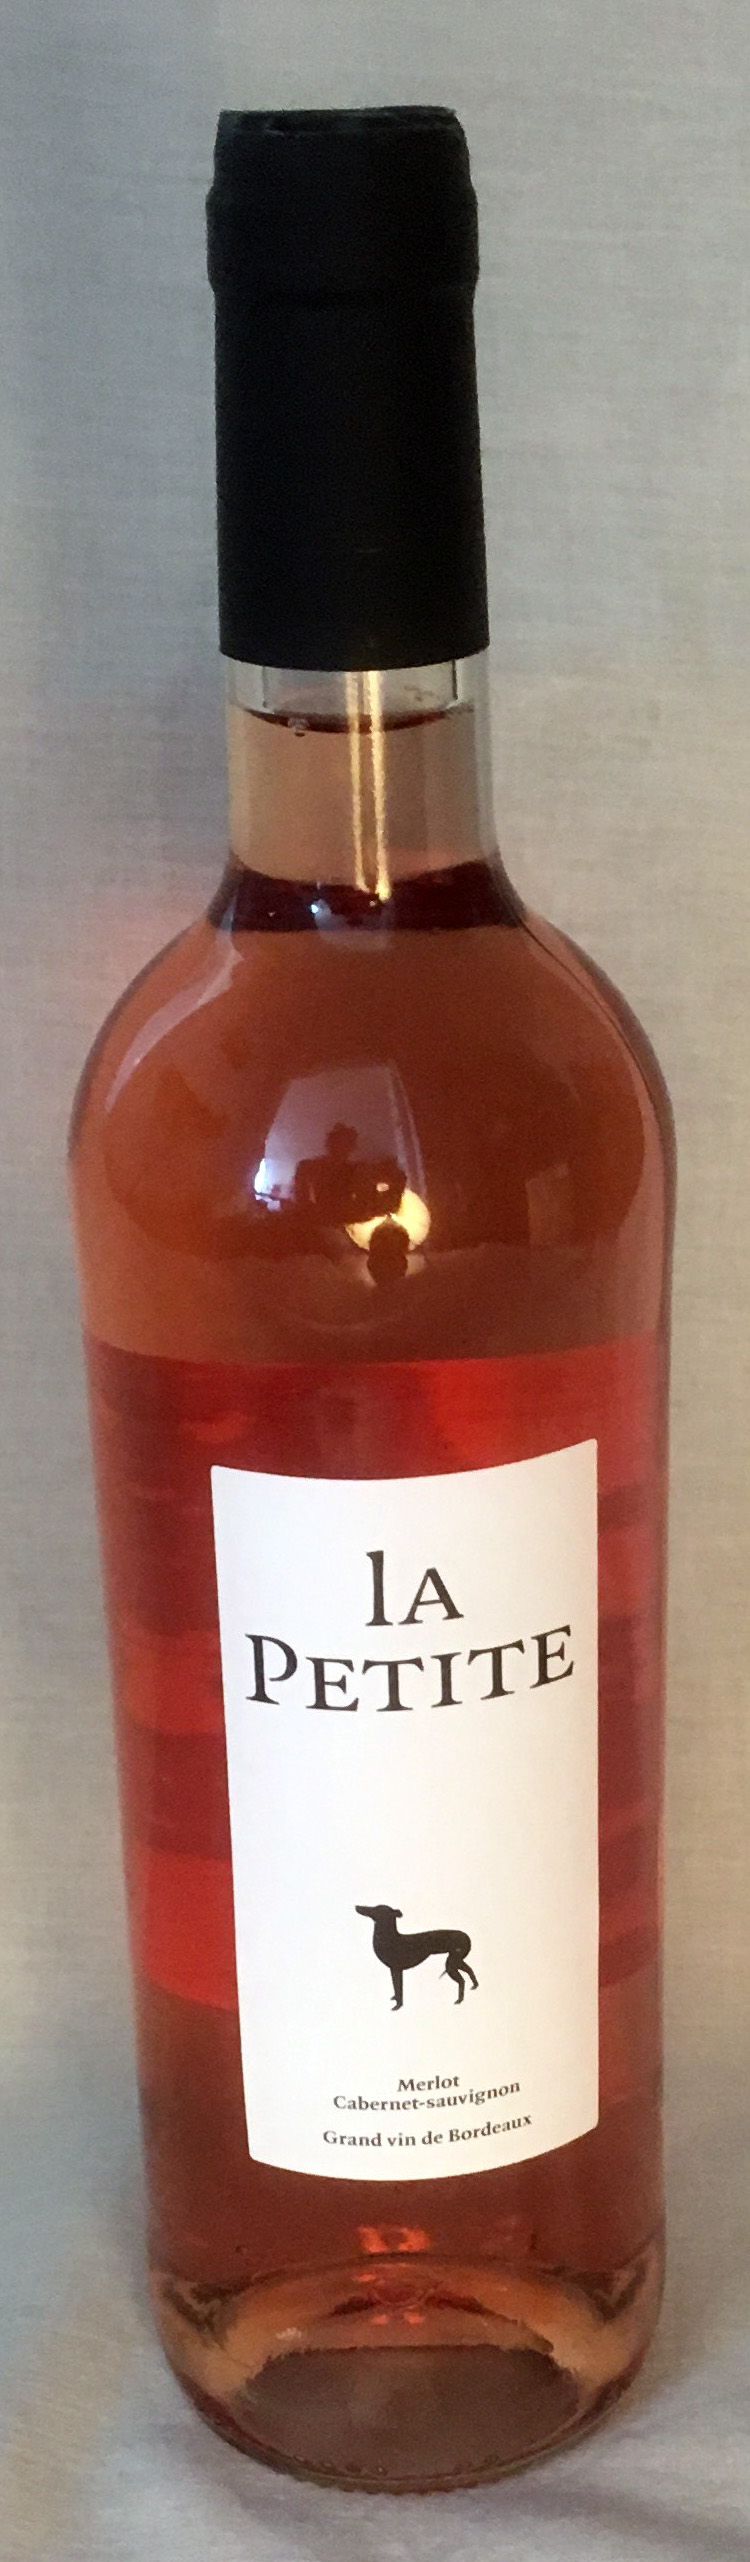 la
Petite
Merlot
Cabernet-sauvignon
Grand vin de Bordeaux